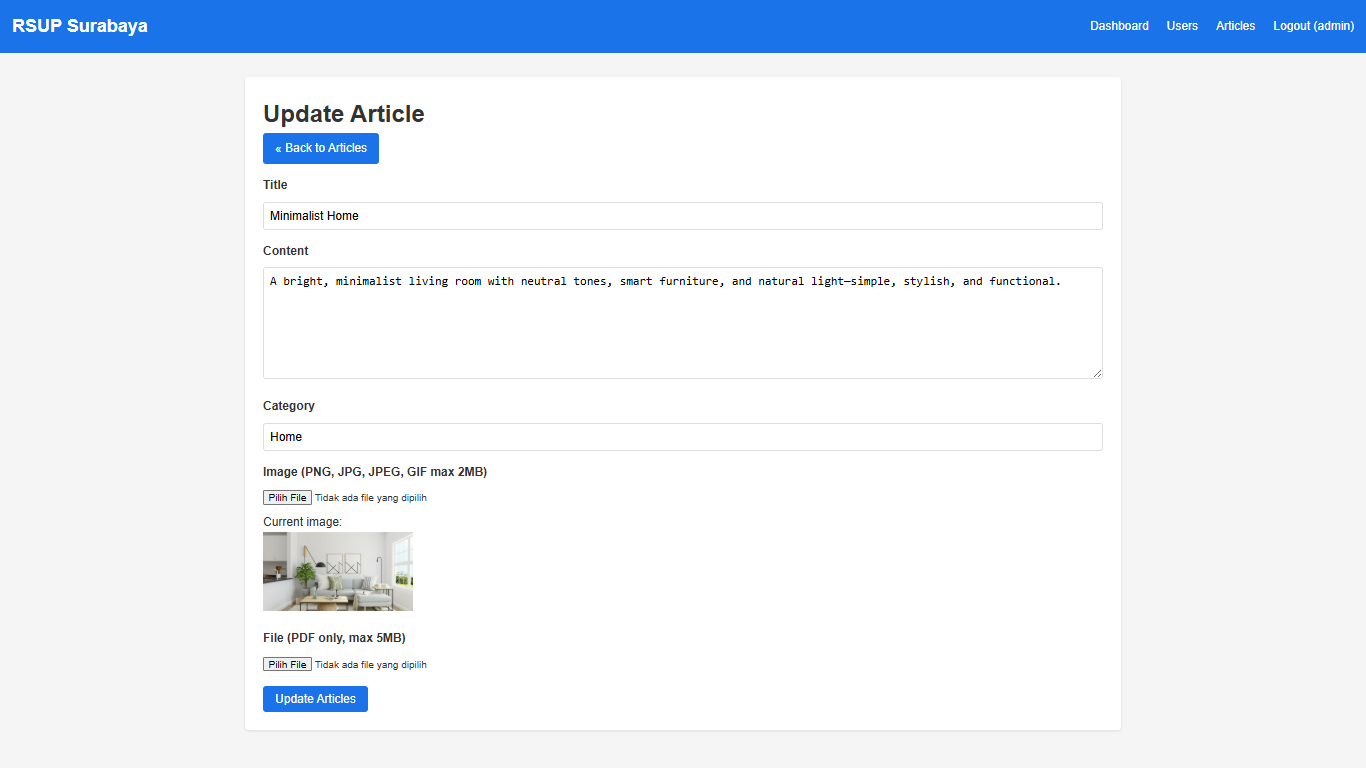 RSUP Surabaya
Dashboard Users Articles Logout (admin)
Update Article
« Back to Articles
Title
Minimalist Home
Content
A bright, minimalist living room with neutral tones, smart furniture, and natural light—simple, stylish, and functional.
Category
Home
Image (PNG, JPG, JPEG, GIF max 2MB)
Pilih File Tidak ada file yang dipilih
Current image:
File (PDF only, max 5MB)
Pilih File Tidak ada file yang dipilih
Update Articles